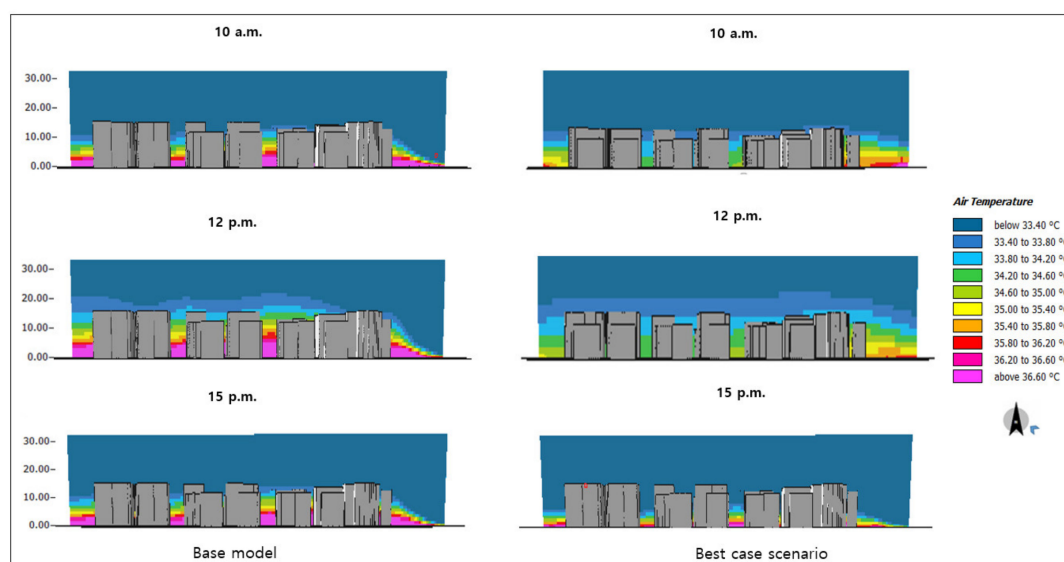 10 a.m.
10 a.m.
30.00-
20.00-
10.00-
0.00-
12 p.m.
12 p.m.
30.00-
20.00-
10.00-
0.00-
15 p.m.
15 p.m.
30.00-
20.00-
10.00-
0.00-
Base model
Best case scenario
Air Temperature
below 33.40 °C
33.40 to 33.80 °C
33.80 to 34.20 °C
34.20 to 34.60 °C
34.60 to 35.00 °C
35.00 to 35.40 °C
35.40 to 35.80 °C
35.80 to 36.20 °C
36.20 to 36.60 °C
above 36.60 °C